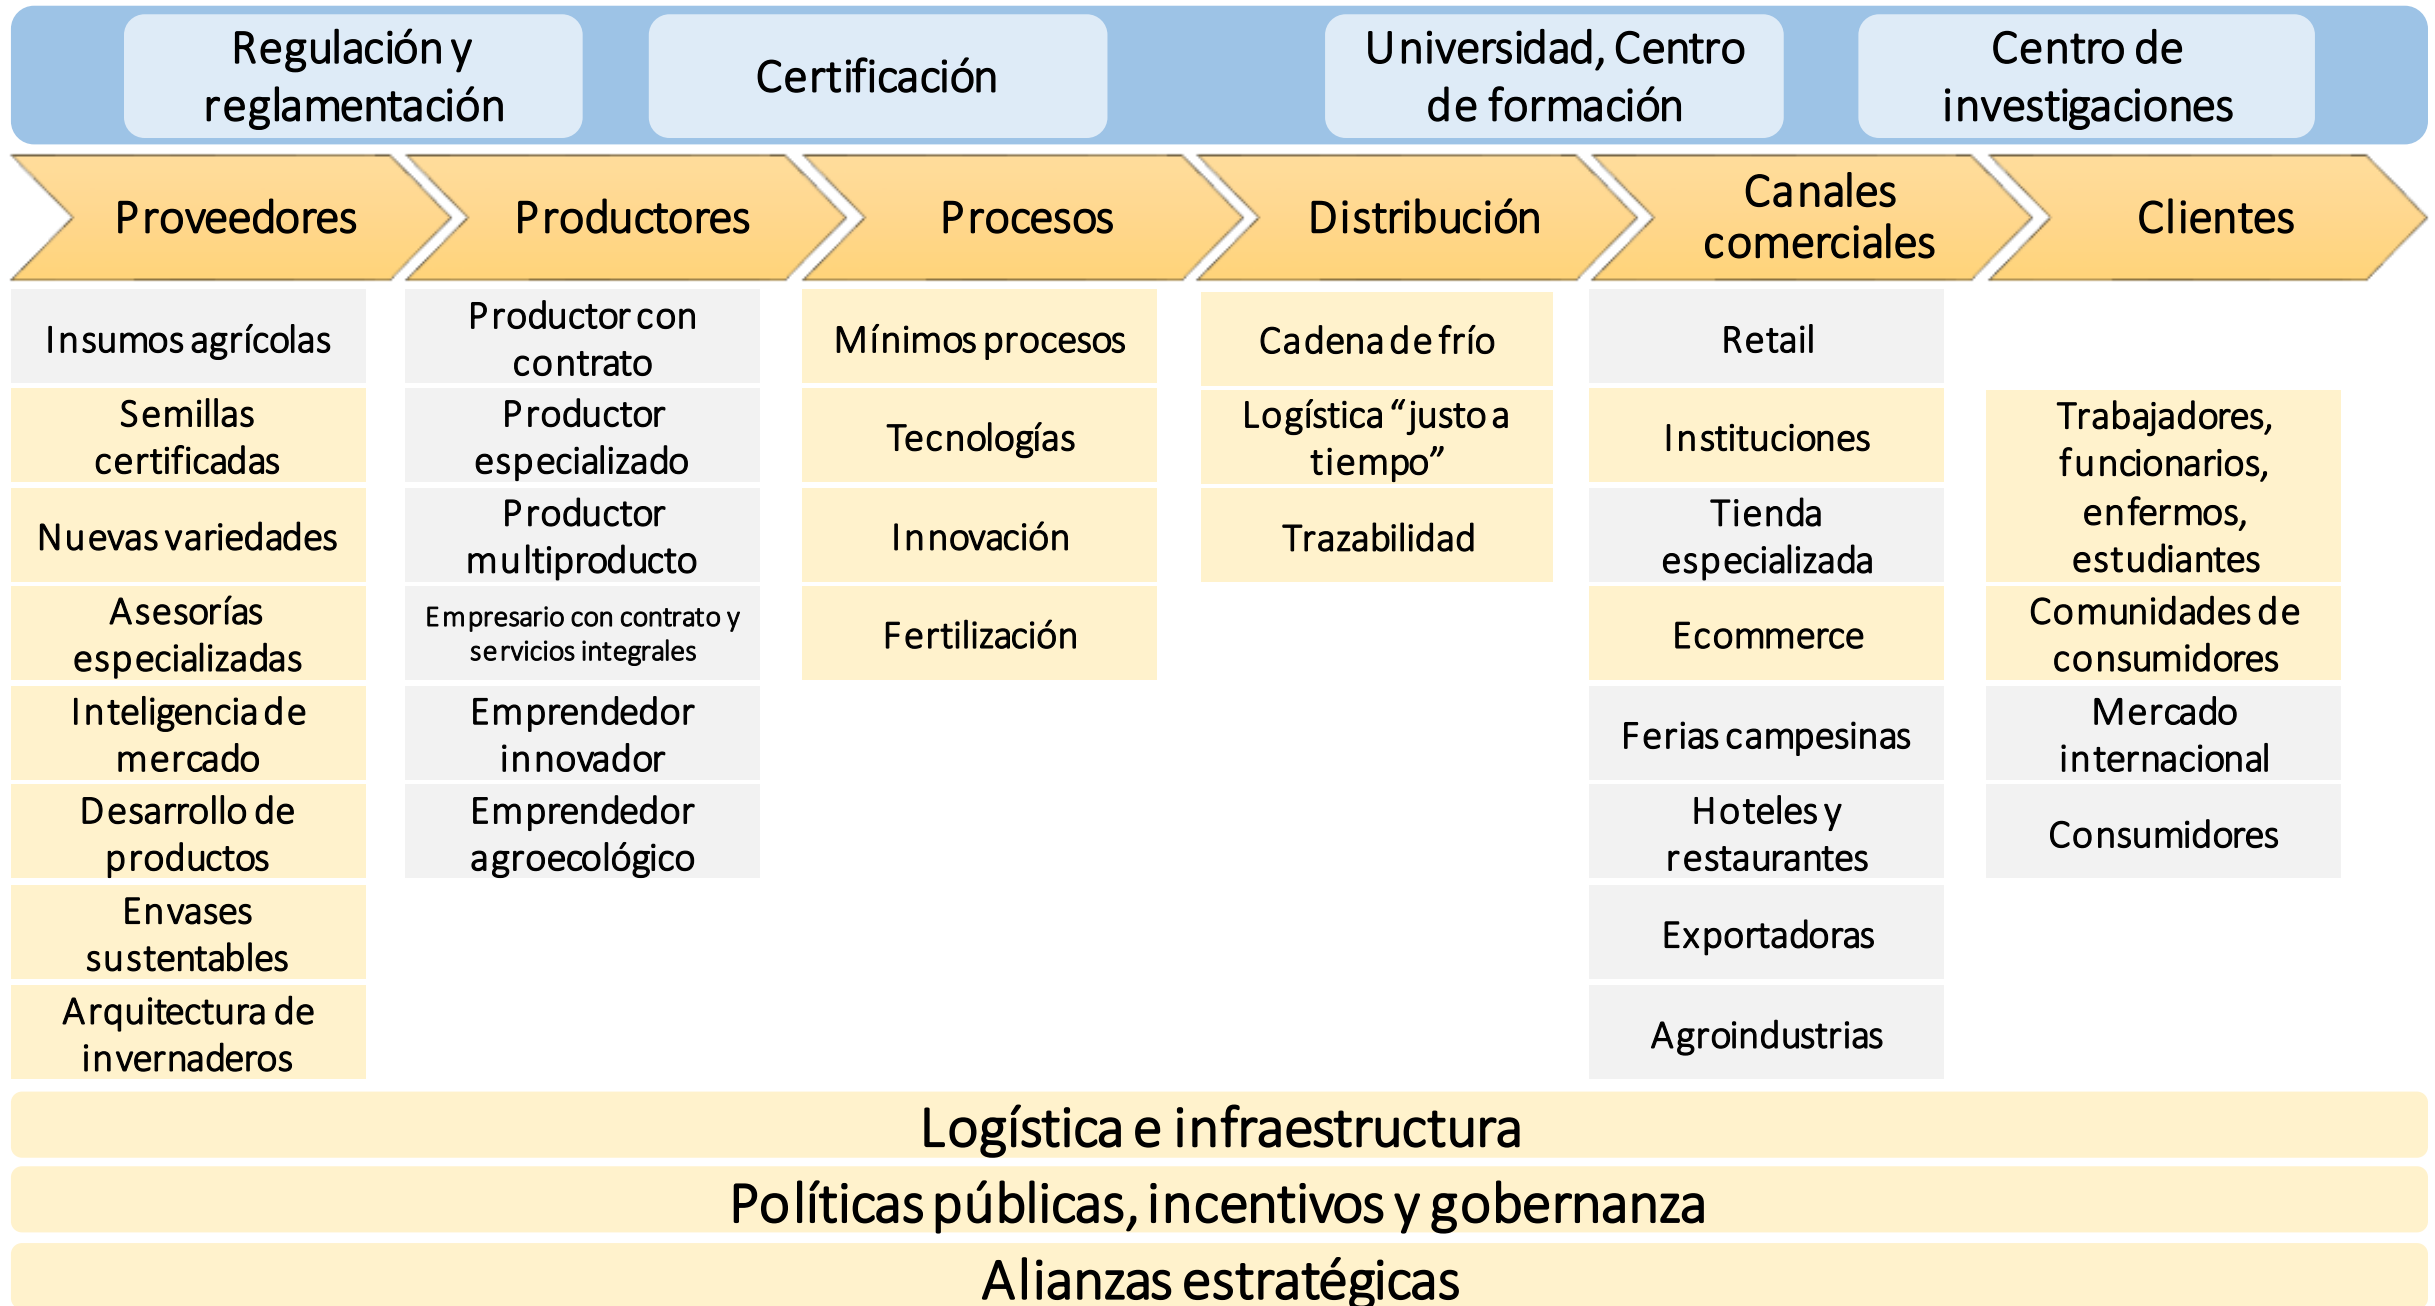 Regulación y
reglamentación
Certificación
Universidad, Centro
de formación
Centro de
investigaciones
Proveedores
Productores
Procesos
Distribución
Canales
comerciales
Clientes
Insumos agrícolas
Semillas
certificadas
Nuevas variedades
Asesorías
especializadas
Inteligencia de
mercado
Desarrollo de
productos
Envases
sustentables
Arquitectura de
invernaderos
Productor con
contrato
Productor
especializado
Productor
multiproducto
Empresario con contrato y
servicios integrales
Emprendedor
innovador
Emprendedor
agroecológico
Mínimos procesos
Tecnologías
Innovación
Fertilización
Cadena de frío
Logística “justo a
tiempo”
Trazabilidad
Retail
Instituciones
Tienda
especializada
Ecommerce
Ferias campesinas
Hoteles y
restaurantes
Exportadoras
Agroindustrias
Trabajadores,
funcionarios,
enfermos,
estudiantes
Comunidades de
consumidores
Mercado
internacional
Consumidores
Logística e infraestructura
Políticas públicas, incentivos y gobernanza
Alianzas estratégicas